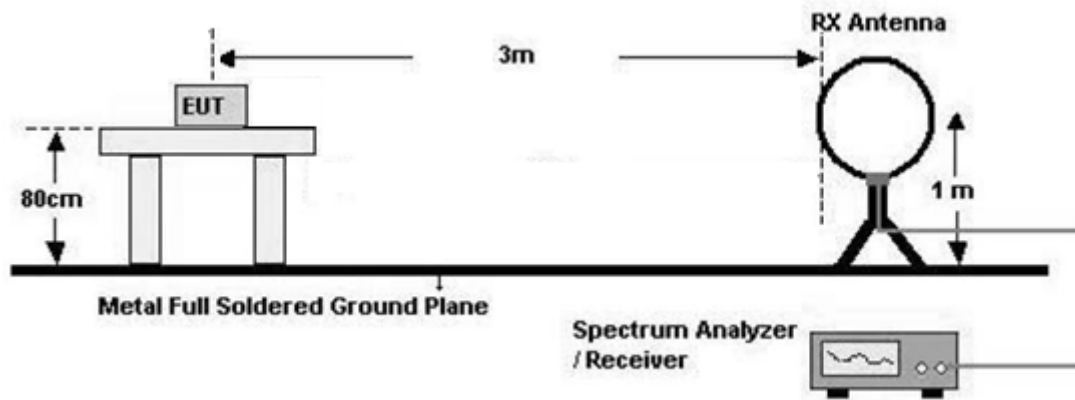 RX Antenna
3m
EUT
80cm
1 m
Metal Full Soldered Ground Plane
Spectrum Analyzer
/ Receiver